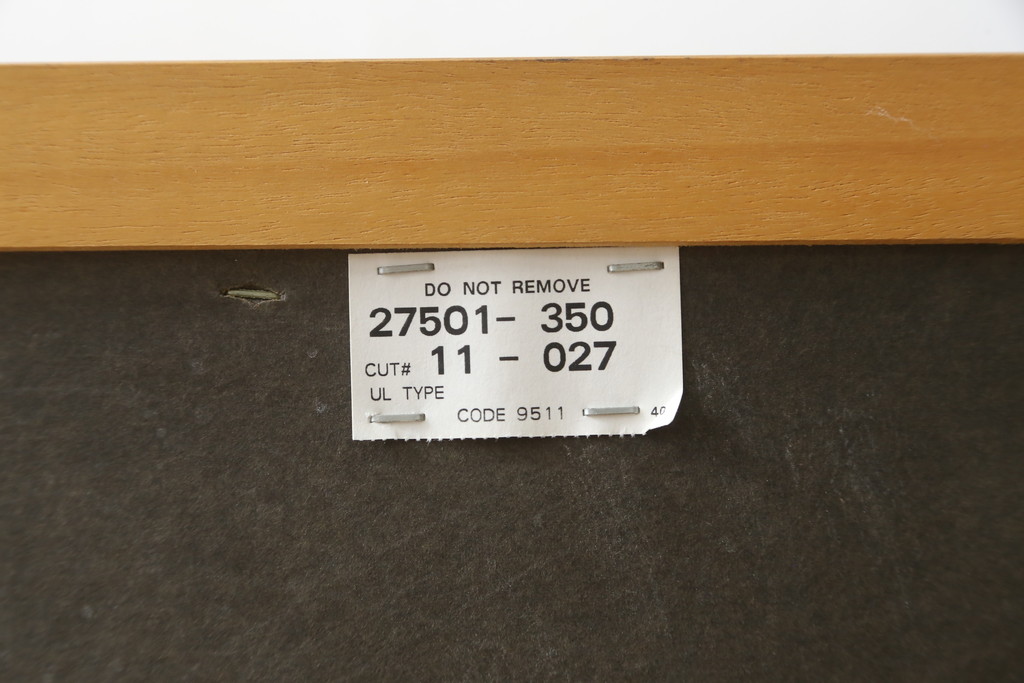 DO NOT REMOVE
27501- 350
CUT# 11 - 027
UL TYPE
CODE 9511